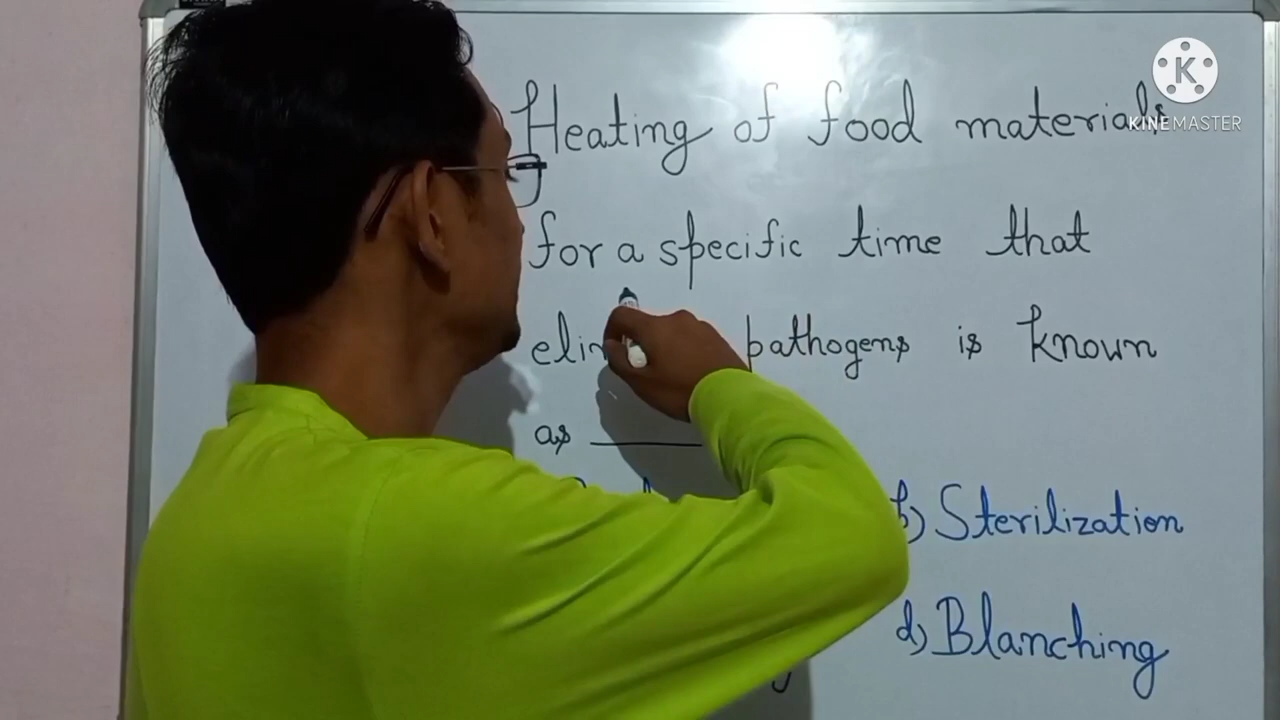 Heating of food materials
for a specific time that
pathogens is known
as
b) Sterilization
d) Blanching
KINEMASTER